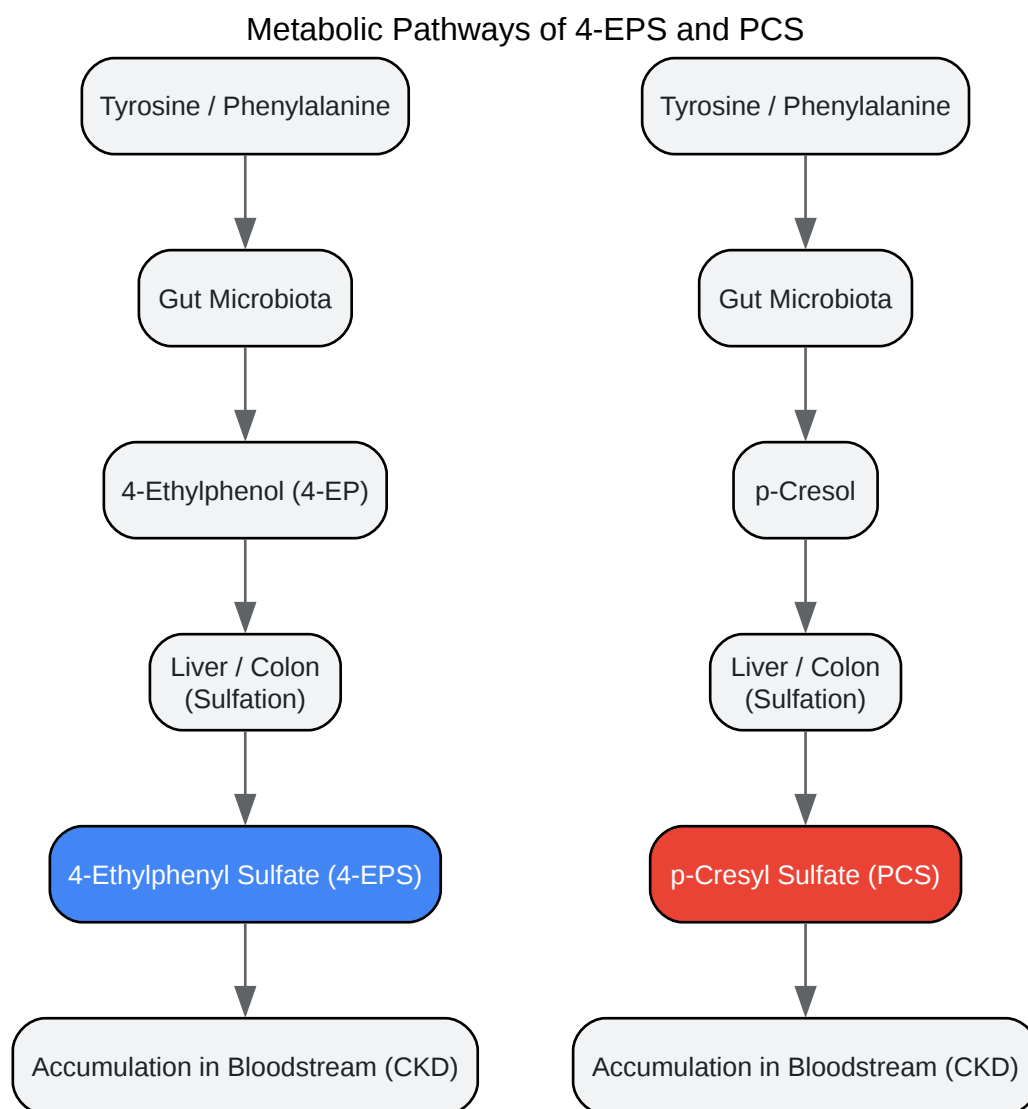 Metabolic Pathways of 4-EPS and PCS
Tyrosine / Phenylalanine
Gut Microbiota
4-Ethylphenol (4-EP)
Liver / Colon
(Sulfation)
4-Ethylphenyl Sulfate (4-EPS)
Accumulation in Bloodstream (CKD)
Tyrosine / Phenylalanine
Gut Microbiota
p-Cresol
Liver / Colon
(Sulfation)
p-Cresyl Sulfate (PCS)
Accumulation in Bloodstream (CKD)